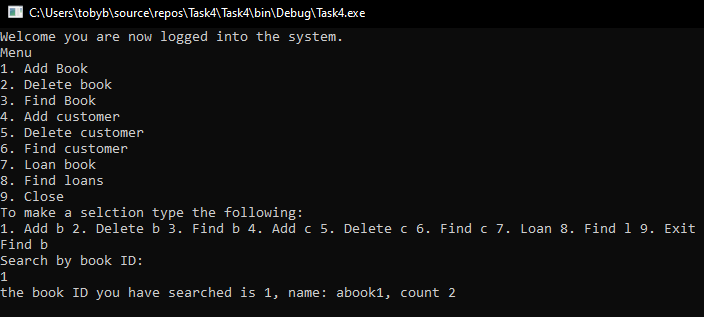 C:\Users\tobyb\source\repos\Task4\Task4\bin\Debug\Task4.exe
Welcome you are now logged into the system.
Menu
1. Add Book
2. Delete book
3. Find Book
4. Add customer
5. Delete customer
6. Find customer
7. Loan book
8. Find loans
9. Close
To make a selction type the following:
1. Add b 2. Delete b 3. Find b 4. Add c 5. Delete c 6. Find c 7. Loan 8. Find l 9. Exit
Find b
Search by book ID:
1
the book ID you have searched is 1, name: abook1, count 2